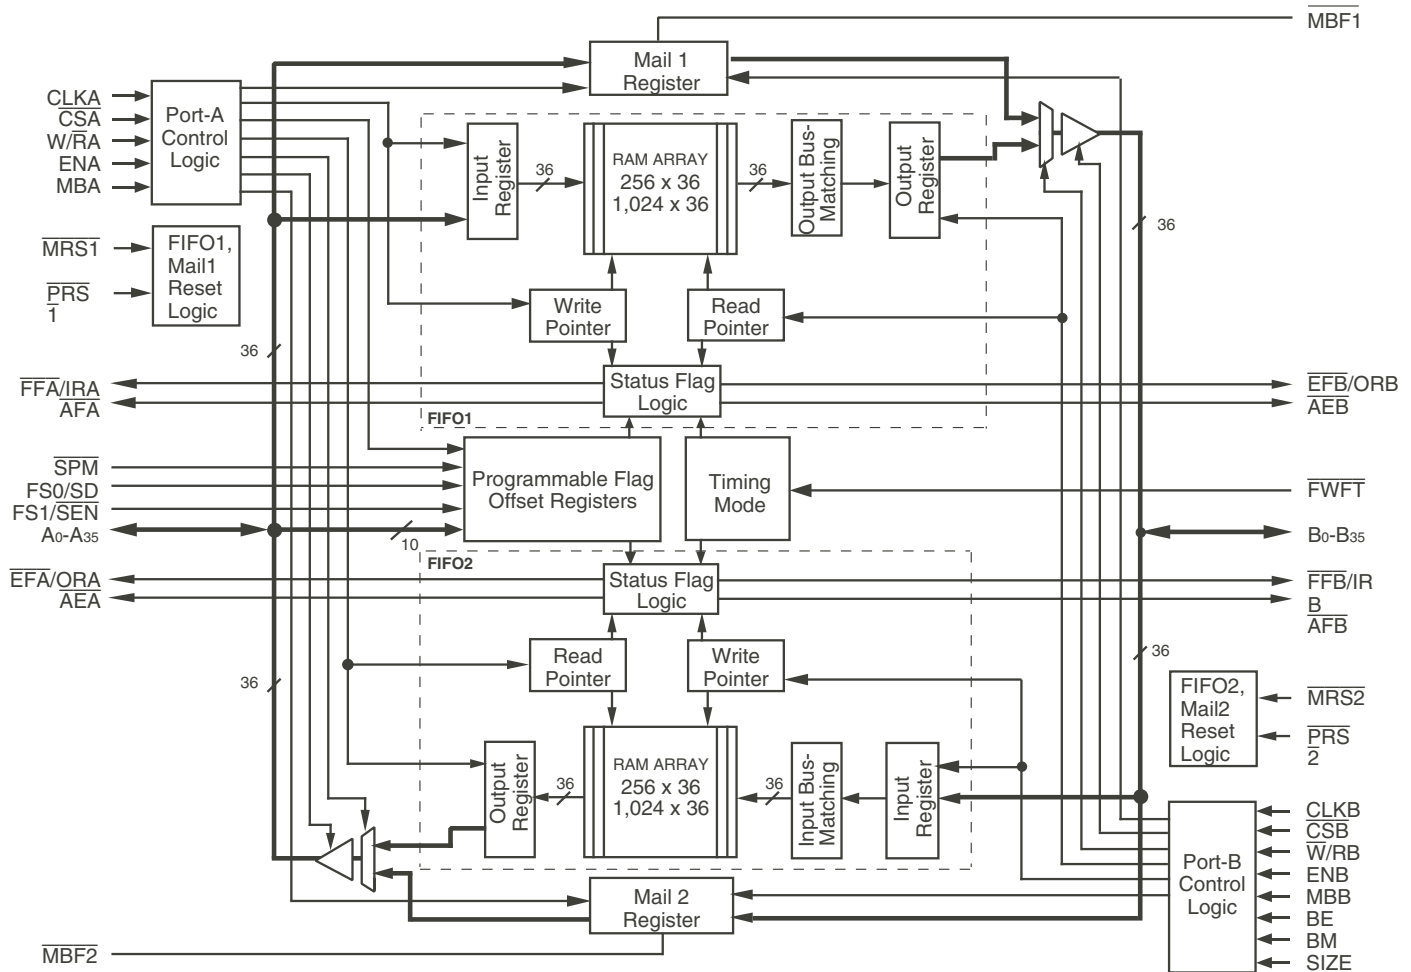 MBF1
Mail 1
Register
CLKA
CSA
W/RA
ENA
MBA
Port-A
Control
Logic
Input
Register
36
RAM ARRAY
256 x 36
1,024 x 36
36
Output Bus-
Matching
Output
Register
36
MRS1
PRS
1
FIFO1,
Mail1
Reset
Logic
Write
Pointer
Read
Pointer
36
FFA/IRA
AFA
Status Flag
Logic
EFB/ORB
AEB
FIFO1
SPM
FS0/SD
FS1/SEN
A0-A35
Programmable Flag
Offset Registers
10
Timing
Mode
FWFT
B0-B35
FIFO2
EFA/ORA
AEA
Status Flag
Logic
FFB/IR
B
AFB
36
Read
Pointer
Write
Pointer
36
FIFO2,
Mail2
Reset
Logic
MRS2
PRS
2
Output
Register
36
RAM ARRAY
256 x 36
1,024 x 36
36
Input Bus-
Matching
Input
Register
Port-B
Control
Logic
CLKB
CSB
W/RB
ENB
MBB
BE
BM
SIZE
Mail 2
Register
MBF2